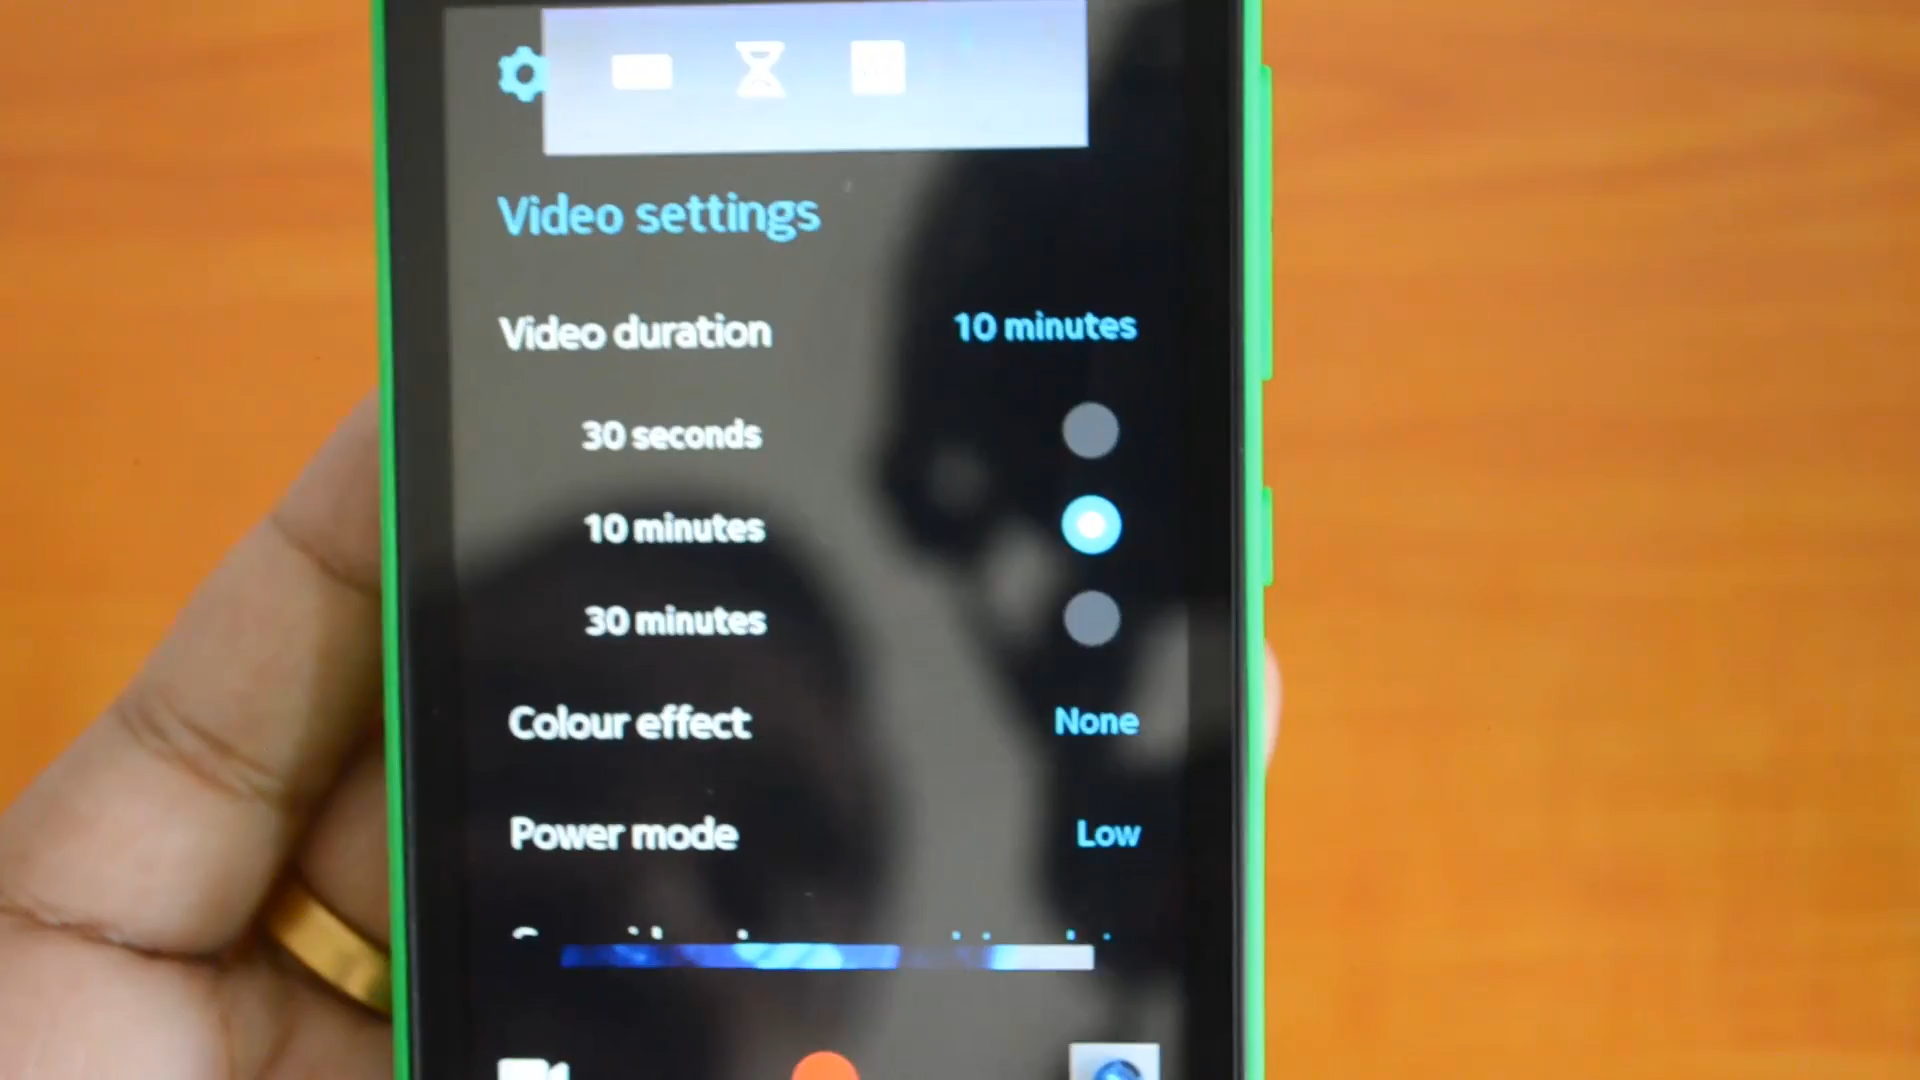 Video settings
Video duration 10 minutes
30 seconds
10 minutes
30 minutes
Colour effect None
Power mode Low